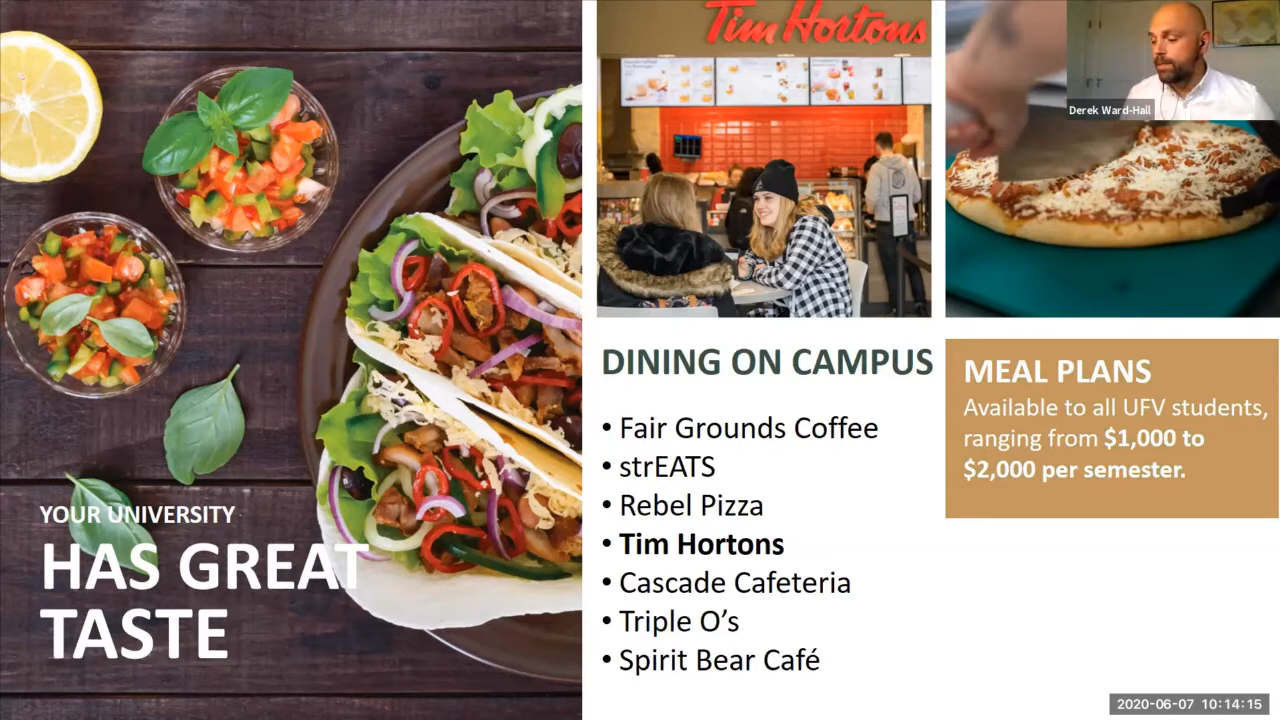 YOUR UNIVERSITY
HAS GREAT
TASTE
Tim Hortons
Derek Ward-Hall
DINING ON CAMPUS
• Fair Grounds Coffee
• strEATS
• Rebel Pizza
• Tim Hortons
• Cascade Cafeteria
• Triple O’s
• Spirit Bear Café
MEAL PLANS
Available to all UFV students,
ranging from $1,000 to
$2,000 per semester.
2020-06-07 10:14:15